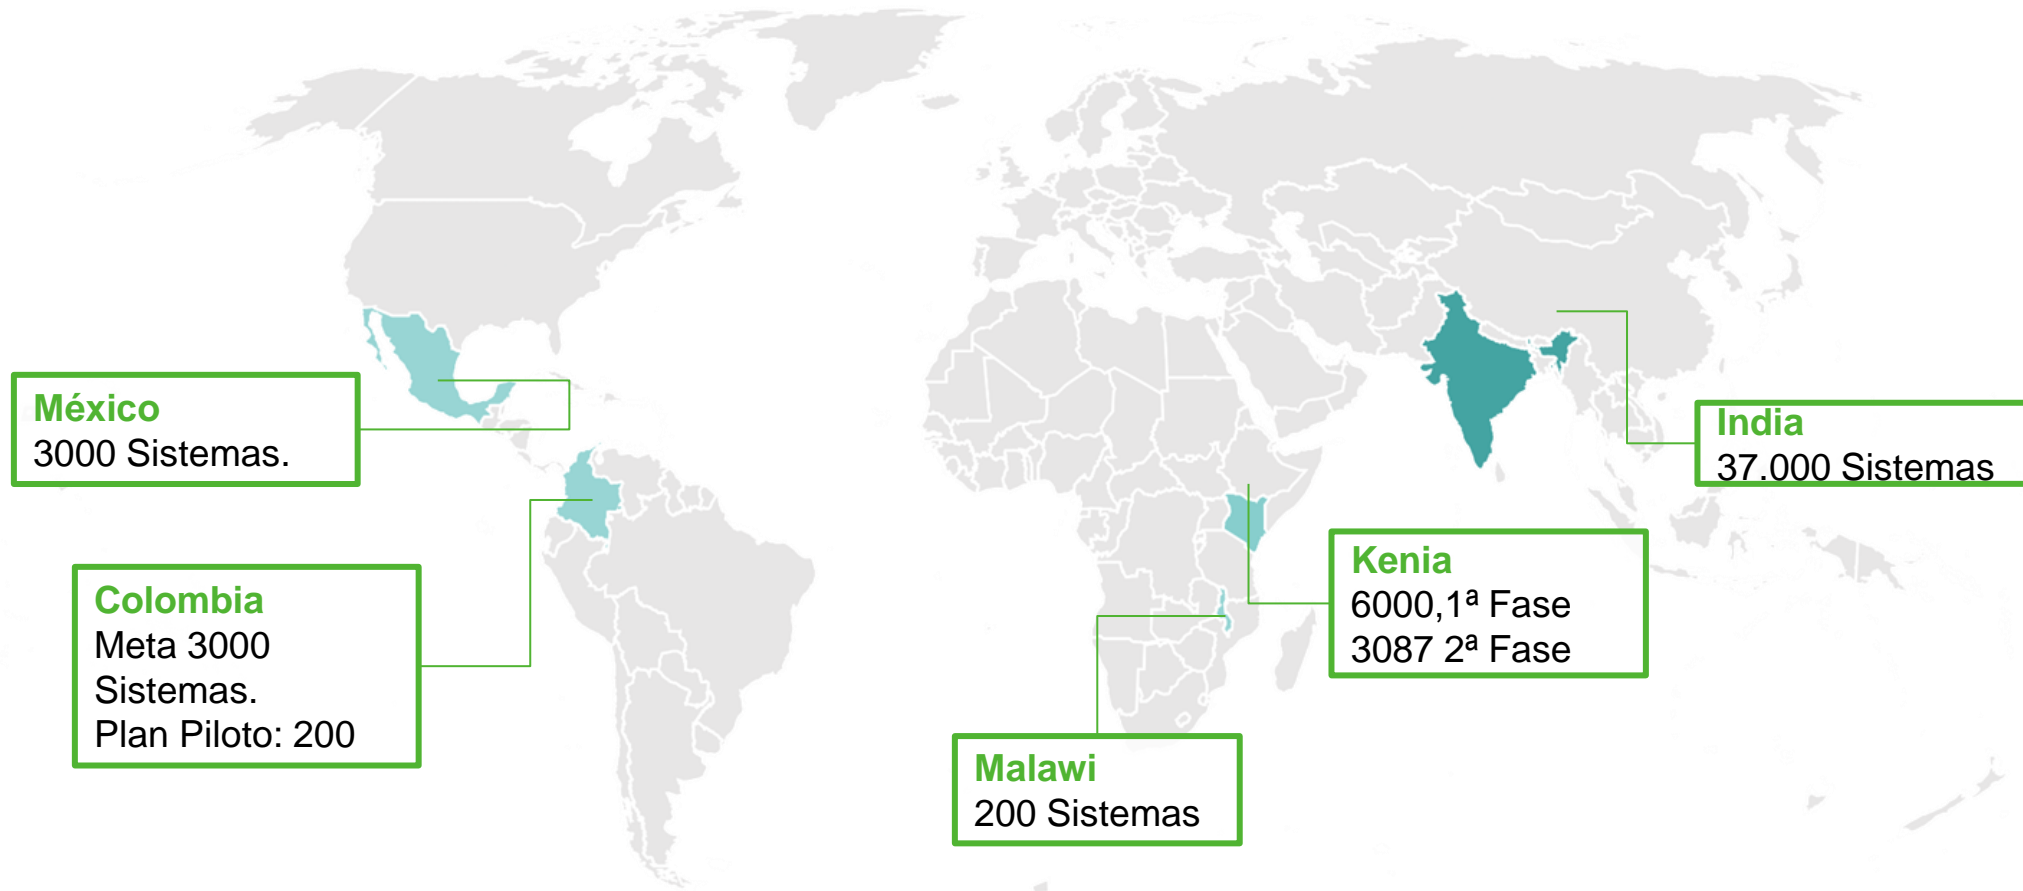 México
3000 Sistemas.
Colombia
Meta 3000
Sistemas.
Plan Piloto: 200
Malawi
200 Sistemas
Kenia
6000,1ª Fase
3087 2ª Fase
India
37.000 Sistemas